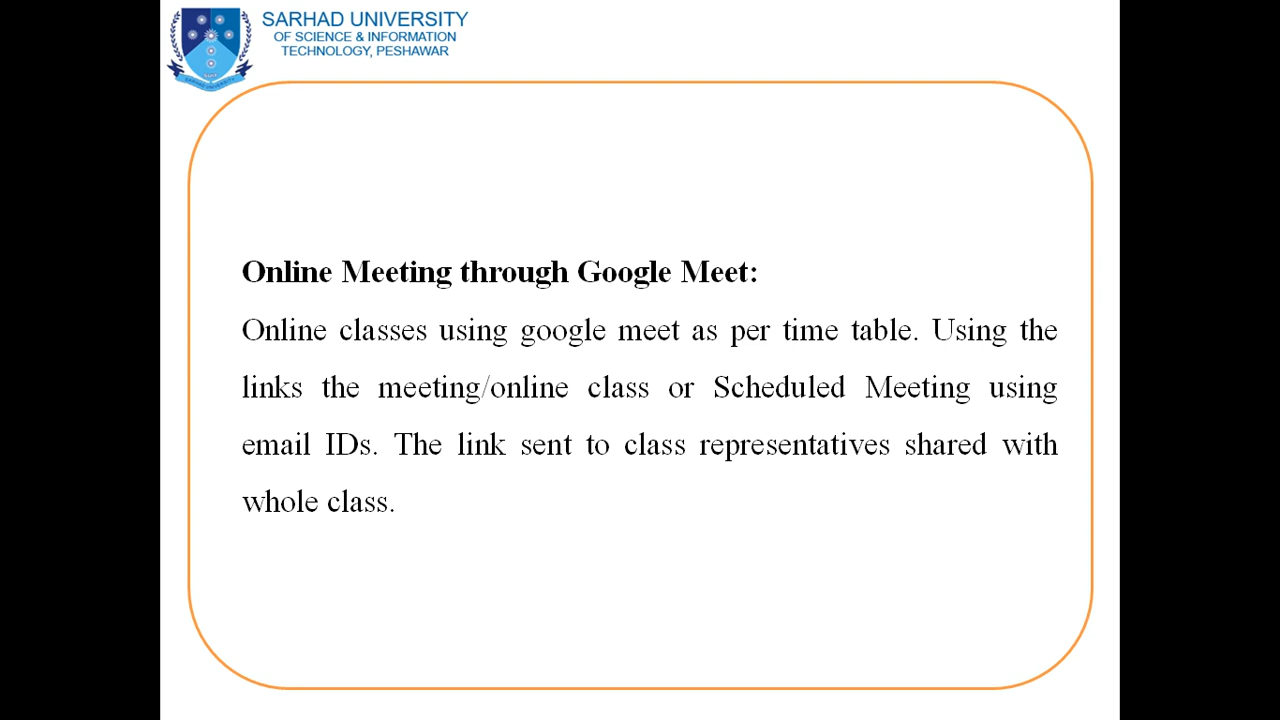 SARHAD UNIVERSITY
OF SCIENCE & INFORMATION
TECHNOLOGY, PESHAWAR
Online Meeting through Google Meet:
Online classes using google meet as per time table. Using the
links the meeting/online class or Scheduled Meeting using
email IDs. The link sent to class representatives shared with
whole class.